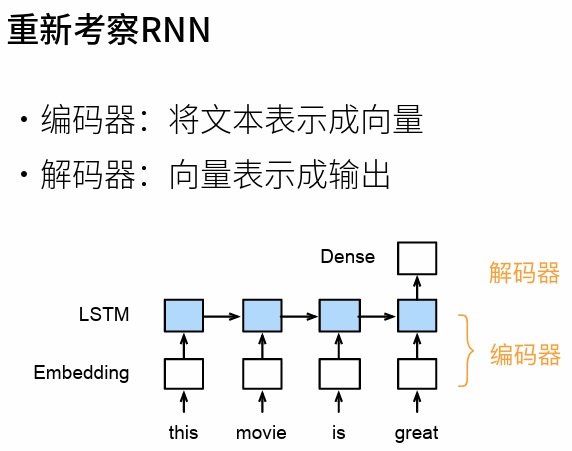 重新考察RNN
• 编码器：将文本表示成向量
• 解码器：向量表示成输出
Dense
解码器
LSTM
编码器
Embedding
this movie is great